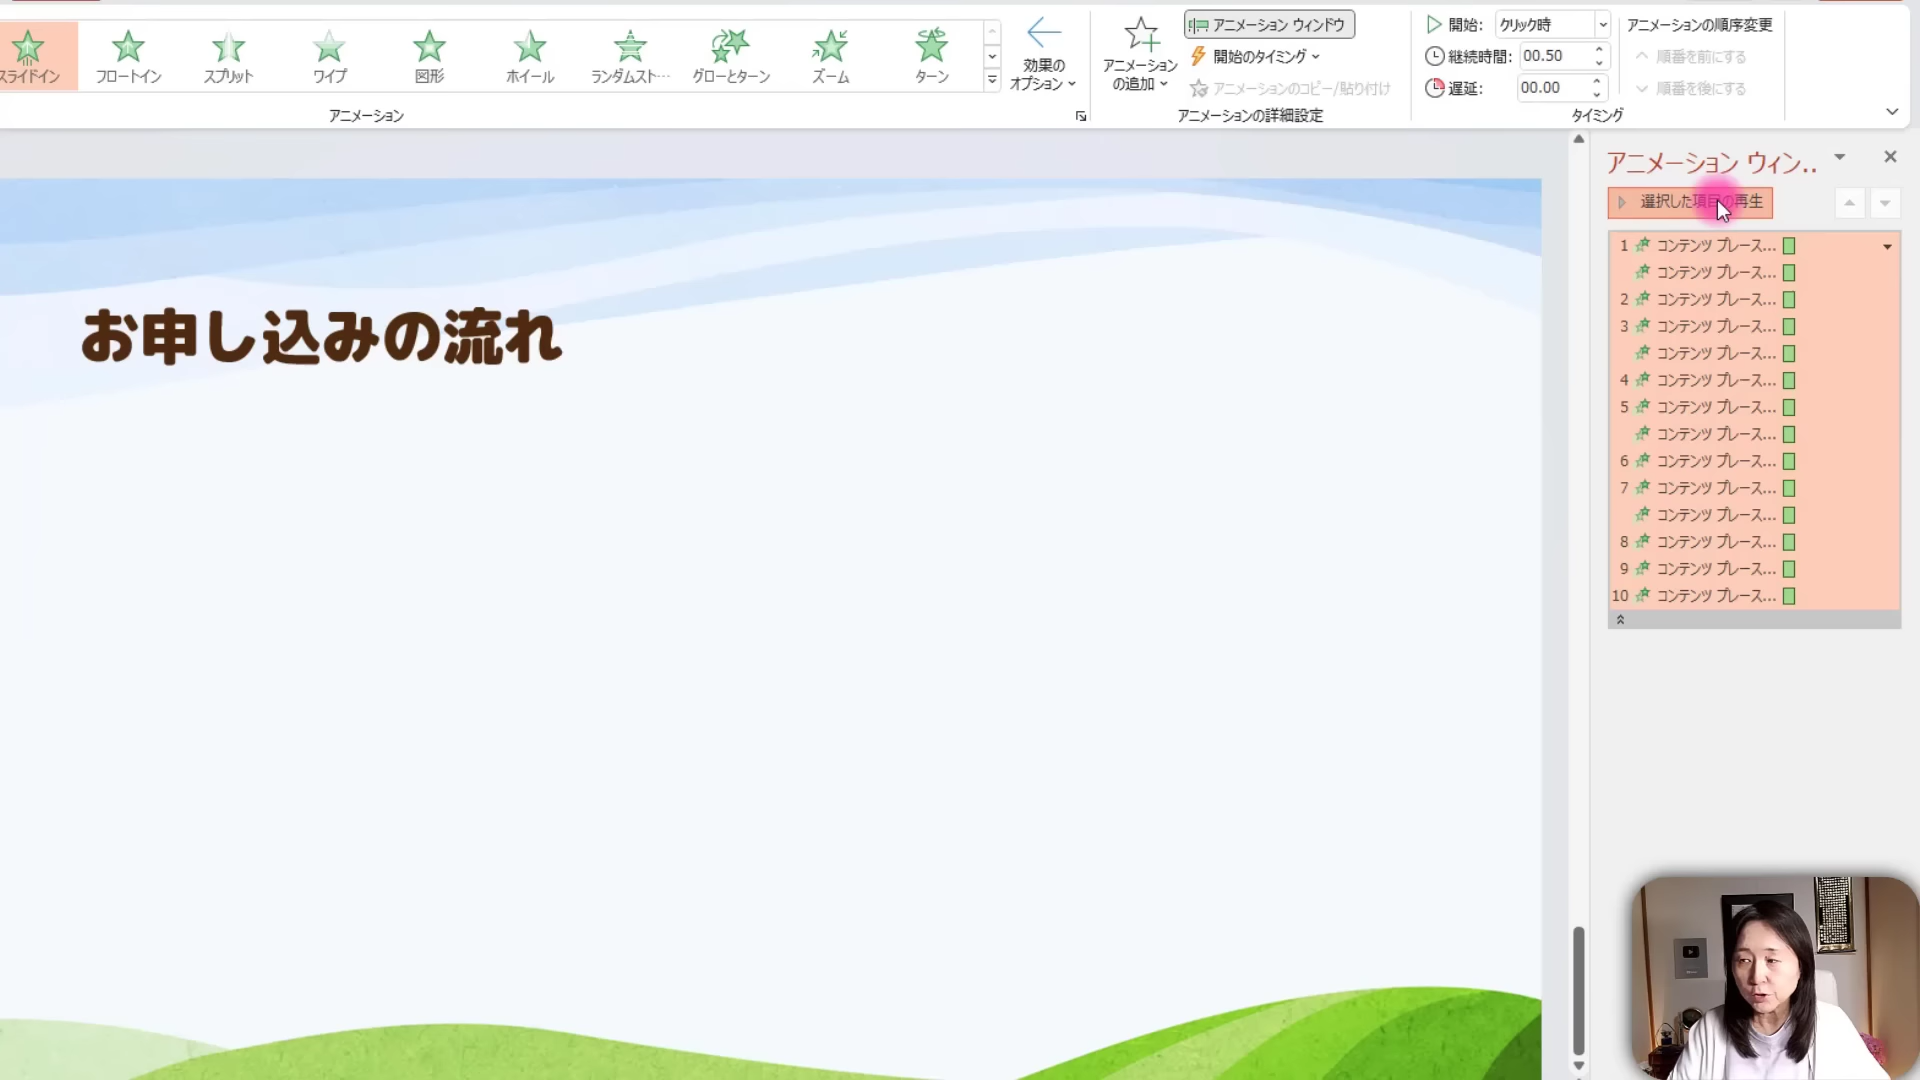 スライドイン
フロートイン
スプリット
ワイプ
図形
ホイール
ランダムスト…
グローとターン
ズーム
ターン
効果の
オプション
アニメーション
の追加
アニメーション ウィンドウ
開始のタイミング
アニメーションのコピー/貼り付け
開始: クリック時
継続時間: 00.50
遅延: 00.00
アニメーションの順序変更
順番を前にする
順番を後にする
アニメーション
アニメーションの詳細設定
タイミング
アニメーション ウィン..
選択した項目の再生
1 コンテンツ プレース...
コンテンツ プレース...
2 コンテンツ プレース...
3 コンテンツ プレース...
コンテンツ プレース...
4 コンテンツ プレース...
5 コンテンツ プレース...
コンテンツ プレース...
6 コンテンツ プレース...
7 コンテンツ プレース...
コンテンツ プレース...
8 コンテンツ プレース...
9 コンテンツ プレース...
10 コンテンツ プレース...
お申し込みの流れ